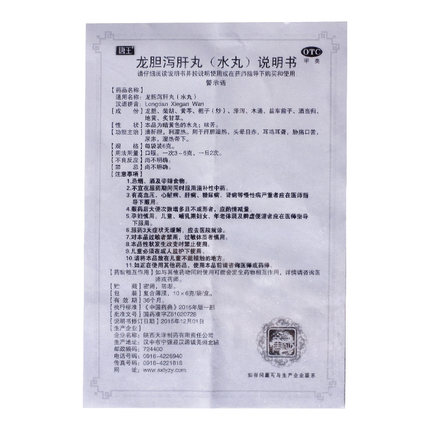 唐王
OTC
甲类
龙胆泻肝丸（水丸）说明书
请仔细阅读说明书并按说明使用或在药师指导下购买和使用
警示语
【药品名称】
通用名称：龙胆泻肝丸（水丸）
汉语拼音：Longdan Xiegan Wan
【成　　份】龙胆、柴胡、黄芩、栀子（炒）、泽泻、木通、盐车前子、酒当归、
地黄、炙甘草。
【性　　状】本品为暗黄色的水丸；味苦。
【功能主治】清肝胆，利湿热。用于肝胆湿热，头晕目赤，耳鸣耳聋，胁痛口苦，
尿赤，湿热带下。
【规　　格】每袋装6克。
【用法用量】口服。一次3～6克，一日2次。
【不良反应】尚不明确。
【禁　　忌】尚不明确。
【注意事项】
1.忌烟、酒及辛辣食物。
2.不宜在服药期间同时服用滋补性中药。
3.有高血压、心脏病、肝病、糖尿病、肾病等慢性病严重者应在医师指
导下服用。
4.服药后大便次数增多且不成形者，应酌情减量。
5.孕妇慎用。儿童、哺乳期妇女、年老体弱及脾虚便溏者应在医师指导
下服用。
6.服药3天症状无缓解，应去医院就诊。
7.对本品过敏者禁用，过敏体质者慎用。
8.本品性状发生改变时禁止使用。
9.儿童必须在成人监护下使用。
10.请将本品放在儿童不能接触的地方。
11.如正在使用其他药品，使用本品前请咨询医师或药师。
【药物相互作用】如与其他药物同时使用可能会发生药物相互作用，详情请咨询医
师或药师。
【贮　　藏】密闭，防潮。
【包　　装】复合薄膜，10×6克/袋/盒。
【有 效 期】36个月。
【执行标准】《中国药典》2015年版一部
【批准文号】国药准字Z61020726
【说明书修订日期】2015年12月01日
【生产企业】
企业名称：陕西天洋制药有限责任公司
生产地址：汉中市宁强县汉源镇
邮政编码：724400
电话号码：0916-4228940
传真号码：0916-4221818
网址：www.sxtyzy.com
如有问题可与生产企业联系